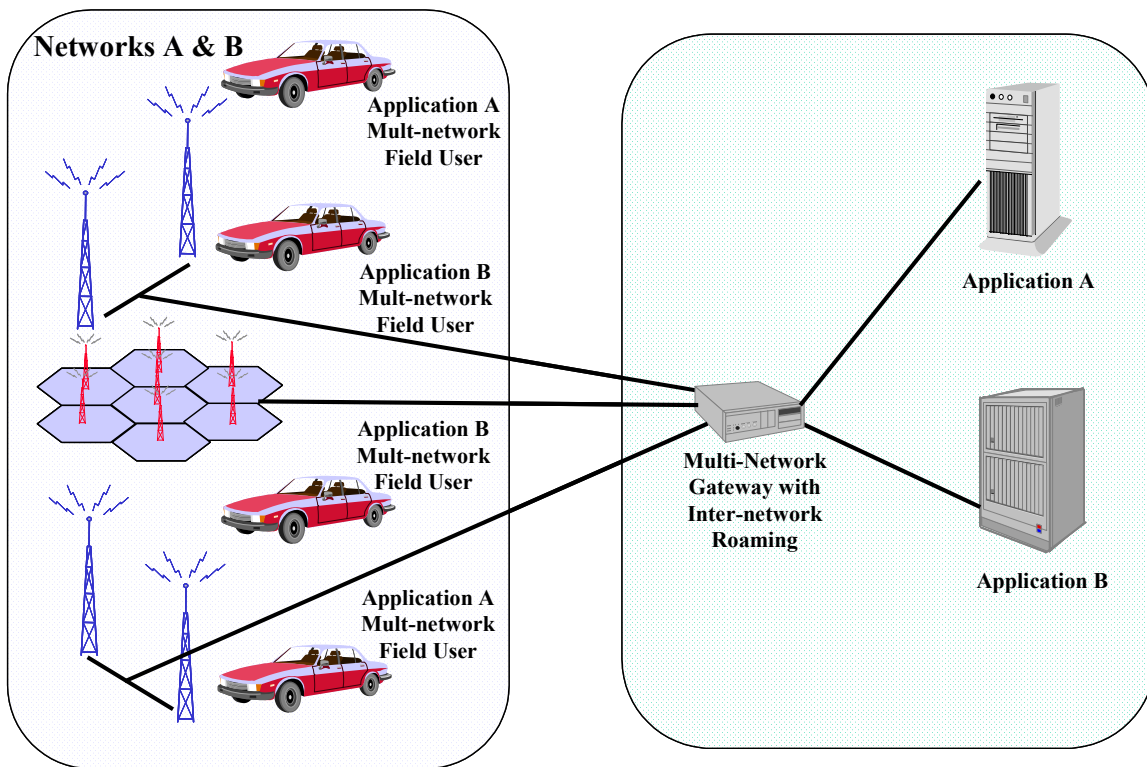 Networks A & B
Application A
Mult-network
Field User
Application B
Mult-network
Field User
Application B
Mult-network
Field User
Application A
Mult-network
Field User
Multi-Network
Gateway with
Inter-network
Roaming
Application A
Application B